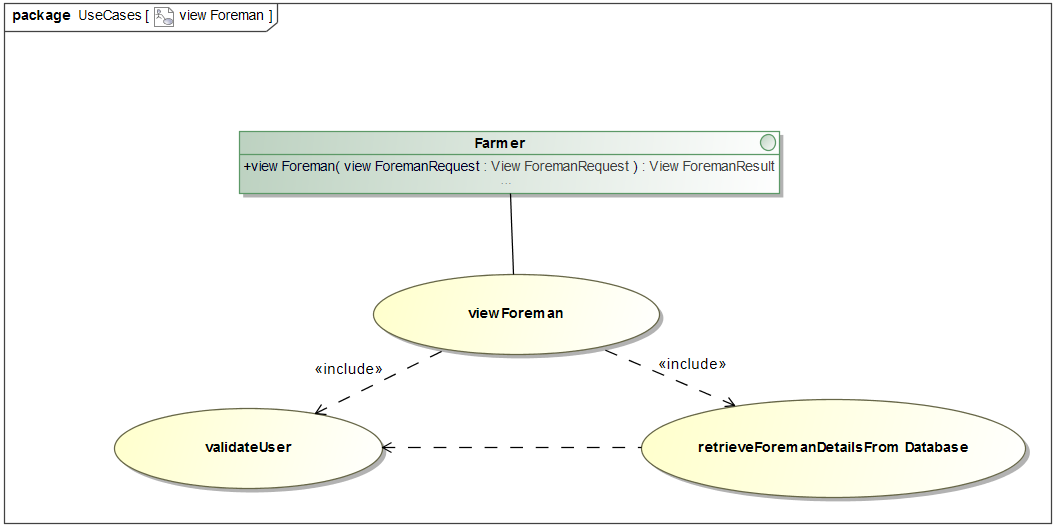 package UseCases [ view Foreman ]
Farmer
+view Foreman( view ForemanRequest : View ForemanRequest ) : View ForemanResult
...
viewForeman
«include»
«include»
validateUser
retrieveForemanDetailsFrom Database